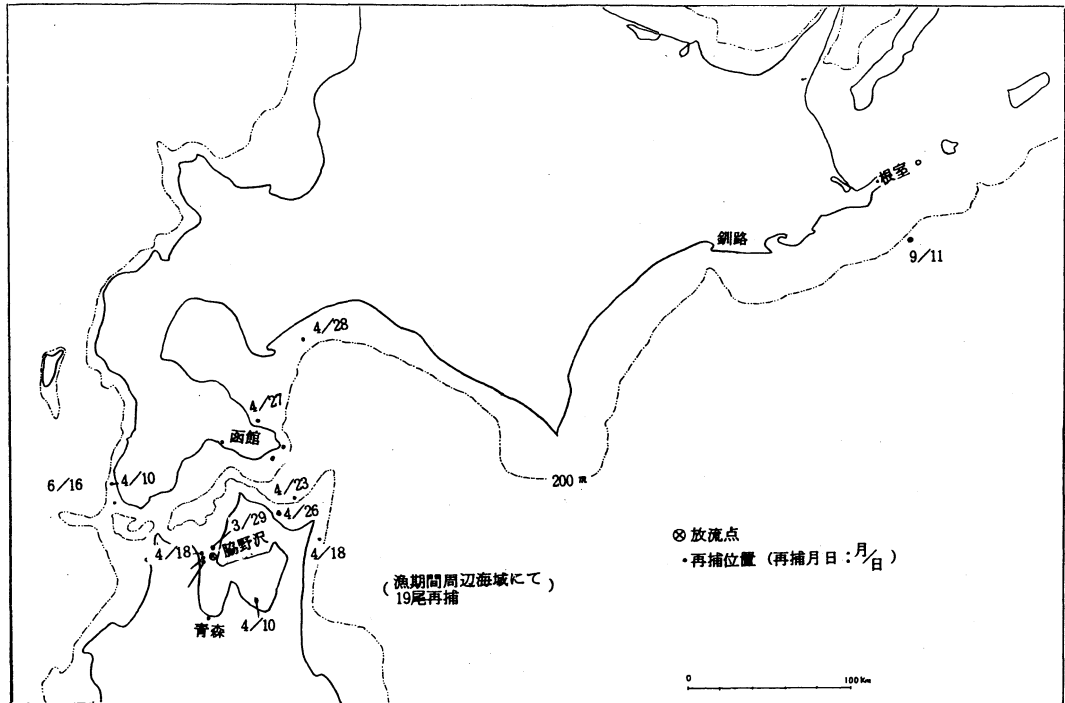 根室
釧路
9/11
4/28
4/27
函館
6/16
4/10
4/23
200 m
4/26
3/29
脇野沢
4/18
4/18
⊗ 放流点
・再捕位置 (再捕月日：月/日)
(漁期間周辺海域にて
19尾再捕)
青森
4/10
0 100Km